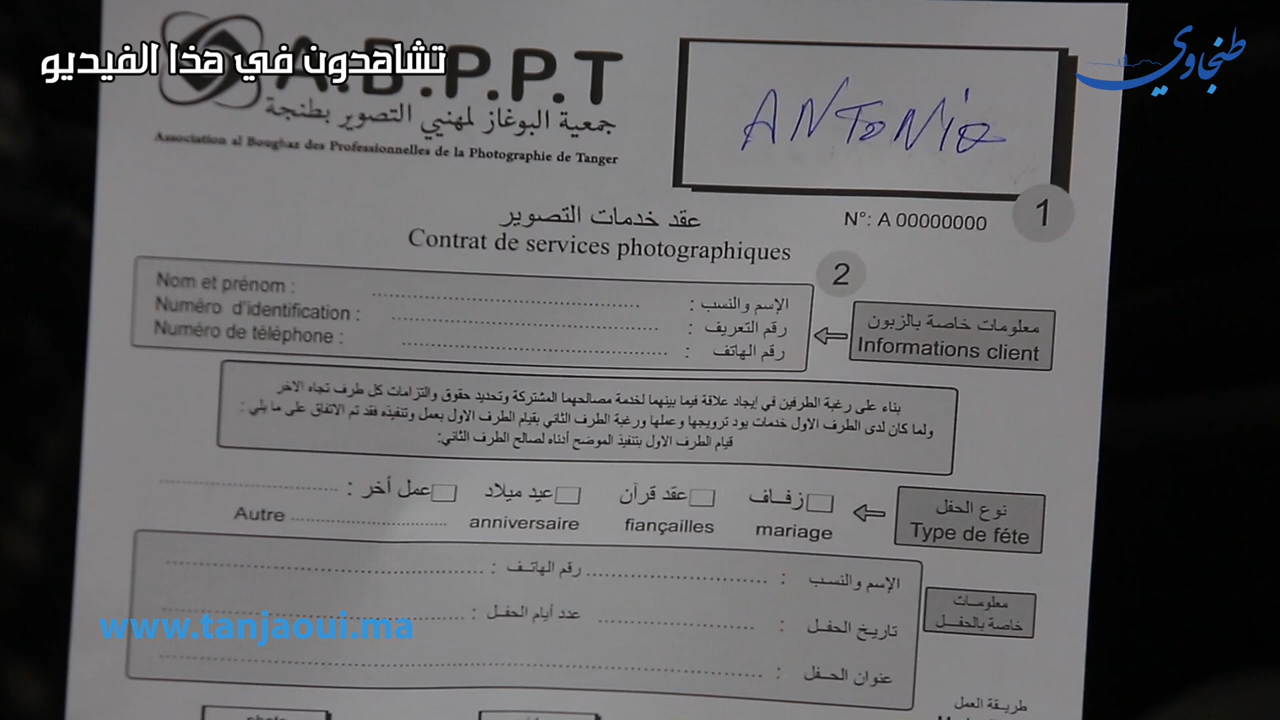 تشاهدون في هذا الفيديو
طنجاوي
A.B.P.P.T
جمعية البوغاز لمهنيي التصوير بطنجة
Association al Boughaz des Professionnelles de la Photographie de Tanger
ANTONIO
1
N°: A 00000000
عقد خدمات التصوير
Contrat de services photographiques
2
Nom et prénom : الإسم والنسب :
Numéro d'identification : رقم التعريف :
Numéro de téléphone : رقم الهاتف :
معلومات خاصة بالزبون
Informations client
بناء على رغبة الطرفين في إيجاد علاقة فيما بينهما لخدمة مصالحهما المشتركة وتحديد حقوق والتزامات كل طرف تجاه الاخر
ولما كان لدى الطرف الاول خدمات يود ترويجها وعملها ورغبة الطرف الثاني بقيام الطرف الاول بعمل وتنفيذه فقد تم الاتفاق على ما يلي :
قيام الطرف الاول بتنفيذ الموضح أدناه لصالح الطرف الثاني:
نوع الحفل
Type de féte
زفاف عقد قرآن عيد ميلاد عمل أخر :
mariage fiançailles anniversaire Autre
معلومات
خاصة بالحفل
الإسم والنسب : رقم الهاتف :
تاريخ الحفل : عدد أيام الحفل :
عنوان الحفل :
www.tanjaoui.ma
طريقة العمل